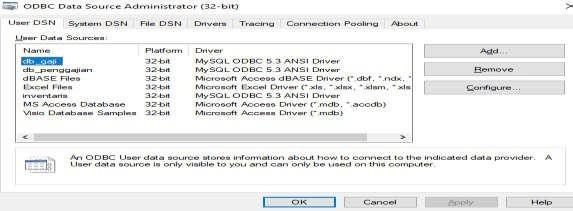 ODBC Data Source Administrator (32-bit)
User DSN System DSN File DSN Drivers Tracing Connection Pooling About
User Data Sources:
Name Platform Driver
db_gaji 32-bit MySQL ODBC 5.3 ANSI Driver
db_penggajian 32-bit MySQL ODBC 5.3 ANSI Driver
dBASE Files 32-bit Microsoft Access dBASE Driver (*.dbf, *.ndx, *
Excel Files 32-bit Microsoft Excel Driver (*.xls, *.xlsx, *.xlsm, *.xls
inventaris 32-bit MySQL ODBC 5.3 ANSI Driver
MS Access Database 32-bit Microsoft Access Driver (*.mdb, *.accdb)
Visio Database Samples 32-bit Microsoft Access Driver (*.mdb)
Add...
Remove
Configure...
An ODBC User data source stores information about how to connect to the indicated data provider. A
User data source is only visible to you and can only be used on this computer.
OK Cancel Apply Help